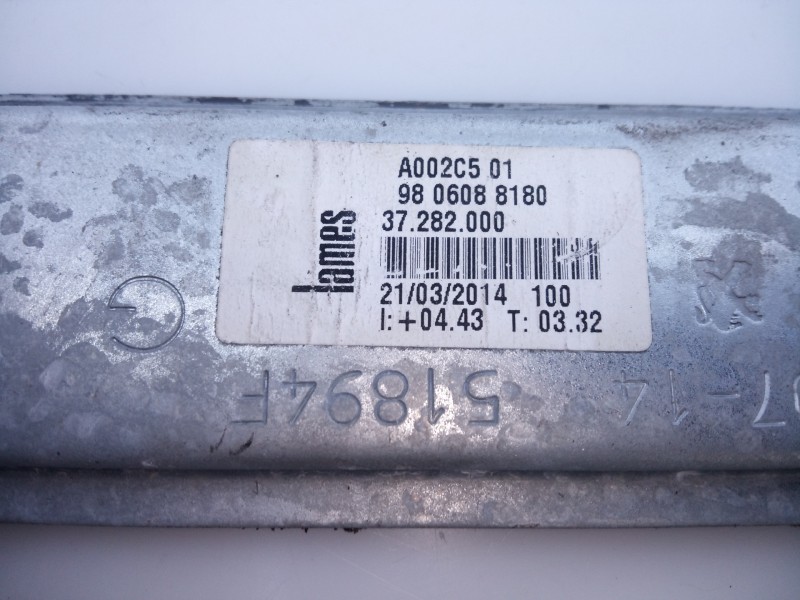 A002C5 01
98 0608 8180
37.282.000
lames
21/03/2014 100
I:+04.43 T: 03.32
51894F
07-14